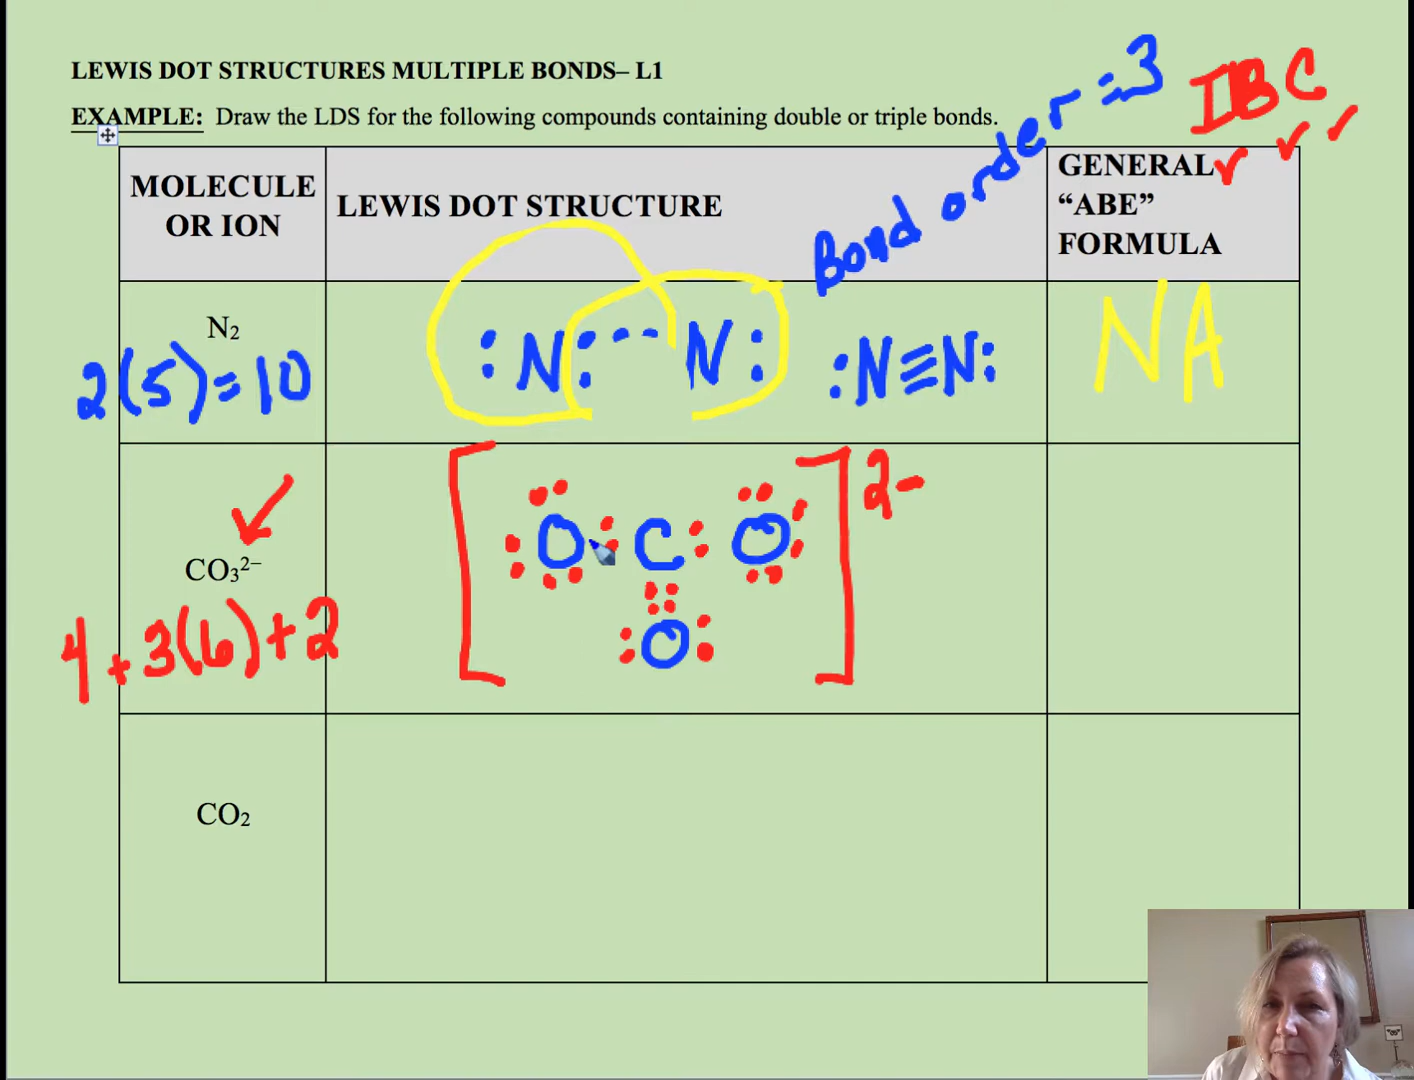 LEWIS DOT STRUCTURES MULTIPLE BONDS– L1
EXAMPLE: Draw the LDS for the following compounds containing double or triple bonds.
Bond order = 3
IBC
MOLECULE OR ION
LEWIS DOT STRUCTURE
GENERAL “ABE” FORMULA
N₂
2(5)=10
:N:··· N:
:N≡N:
NA
CO₃²⁻
4+3(6)+2
[O:C:O
:O:]2-
CO₂